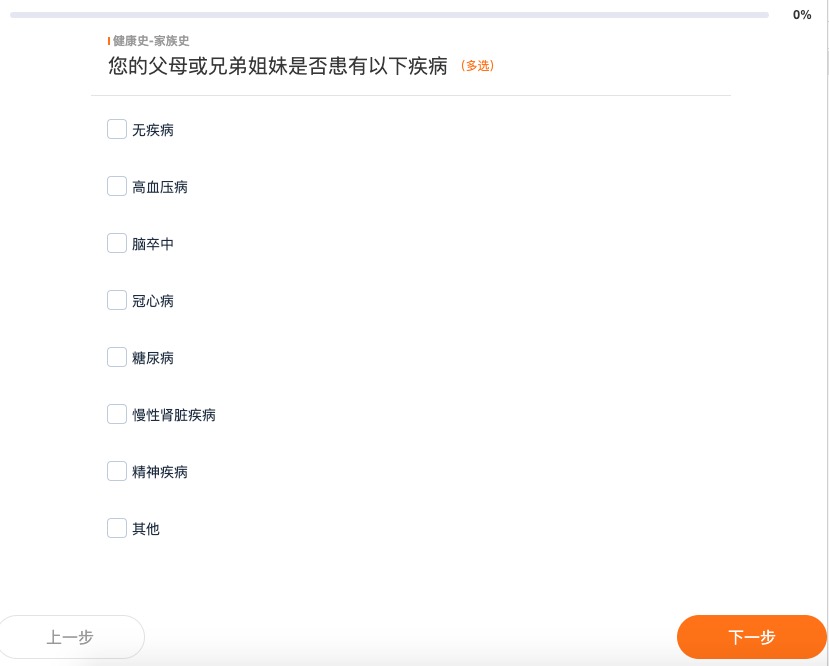 0%
健康史-家族史
您的父母或兄弟姐妹是否患有以下疾病 (多选)
无疾病
高血压病
脑卒中
冠心病
糖尿病
慢性肾脏疾病
精神疾病
其他
上一步
下一步